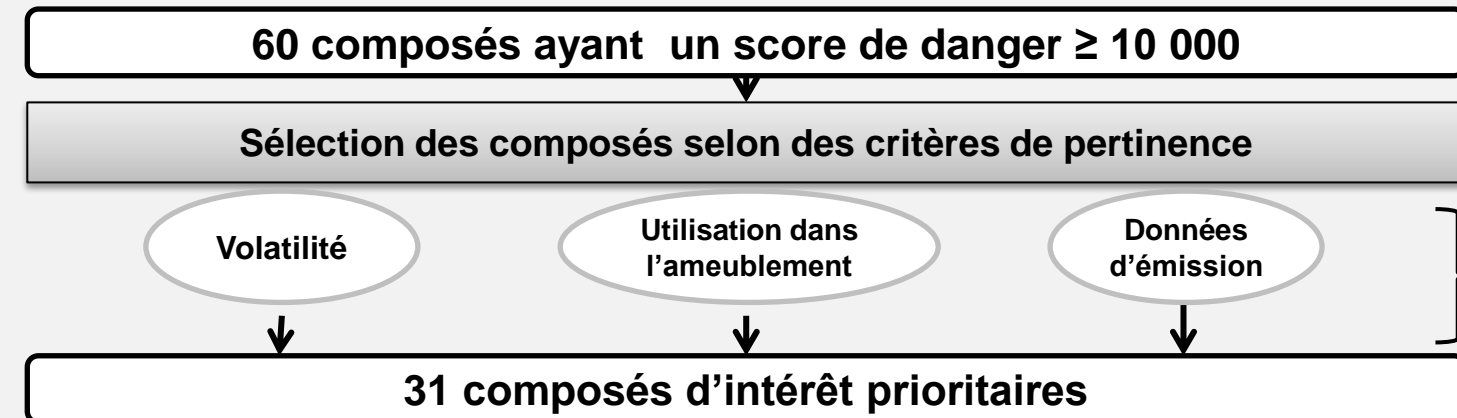 60 composés ayant  un score de danger ≥ 10 000
Sélection des composés selon des critères de pertinence
Volatilité
Utilisation dans
l’ameublement
Données
d’émission
31 composés d’intérêt prioritaires